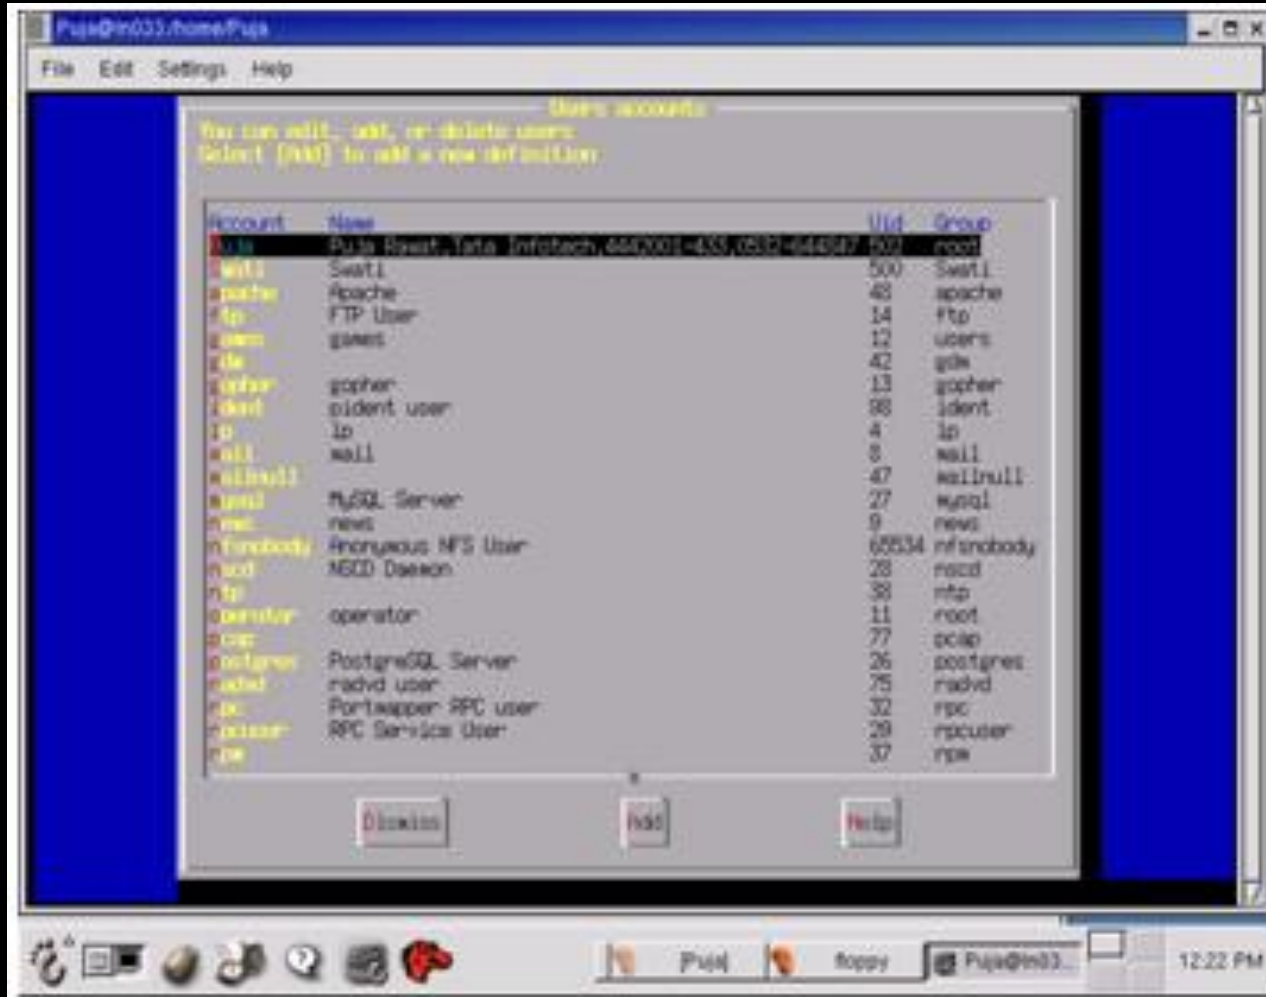 Puja@ln033:/home/Puja
File Edit Settings Help
Users accounts
You can edit, add, or delete users
Select [Add] to add a new definition
Account Name Uid Group
Puja Puja Rawat,Tata Infotech, 502 root
Swati Swati 500 Swati
apache Apache 48 apache
ftp FTP User 14 ftp
games games 12 users
gdm 42 gdm
gopher gopher 13 gopher
ident pident user 98 ident
lp lp 4 lp
mail mail 8 mail
mailnull 47 mailnull
mysql MySQL Server 27 mysql
news news 9 news
nfsnobody Anonymous NFS User 65534 nfsnobody
nscd NSCD Daemon 28 nscd
ntp 38 ntp
operator operator 11 root
pcap 77 pcap
postgres PostgreSQL Server 26 postgres
radvd radvd user 75 radvd
rpc Portmapper RPC user 32 rpc
rpcuser RPC Service User 29 rpcuser
rpm 37 rpm
Dismiss Add Help
[Puja] floppy Puja@ln03... 12:22 PM